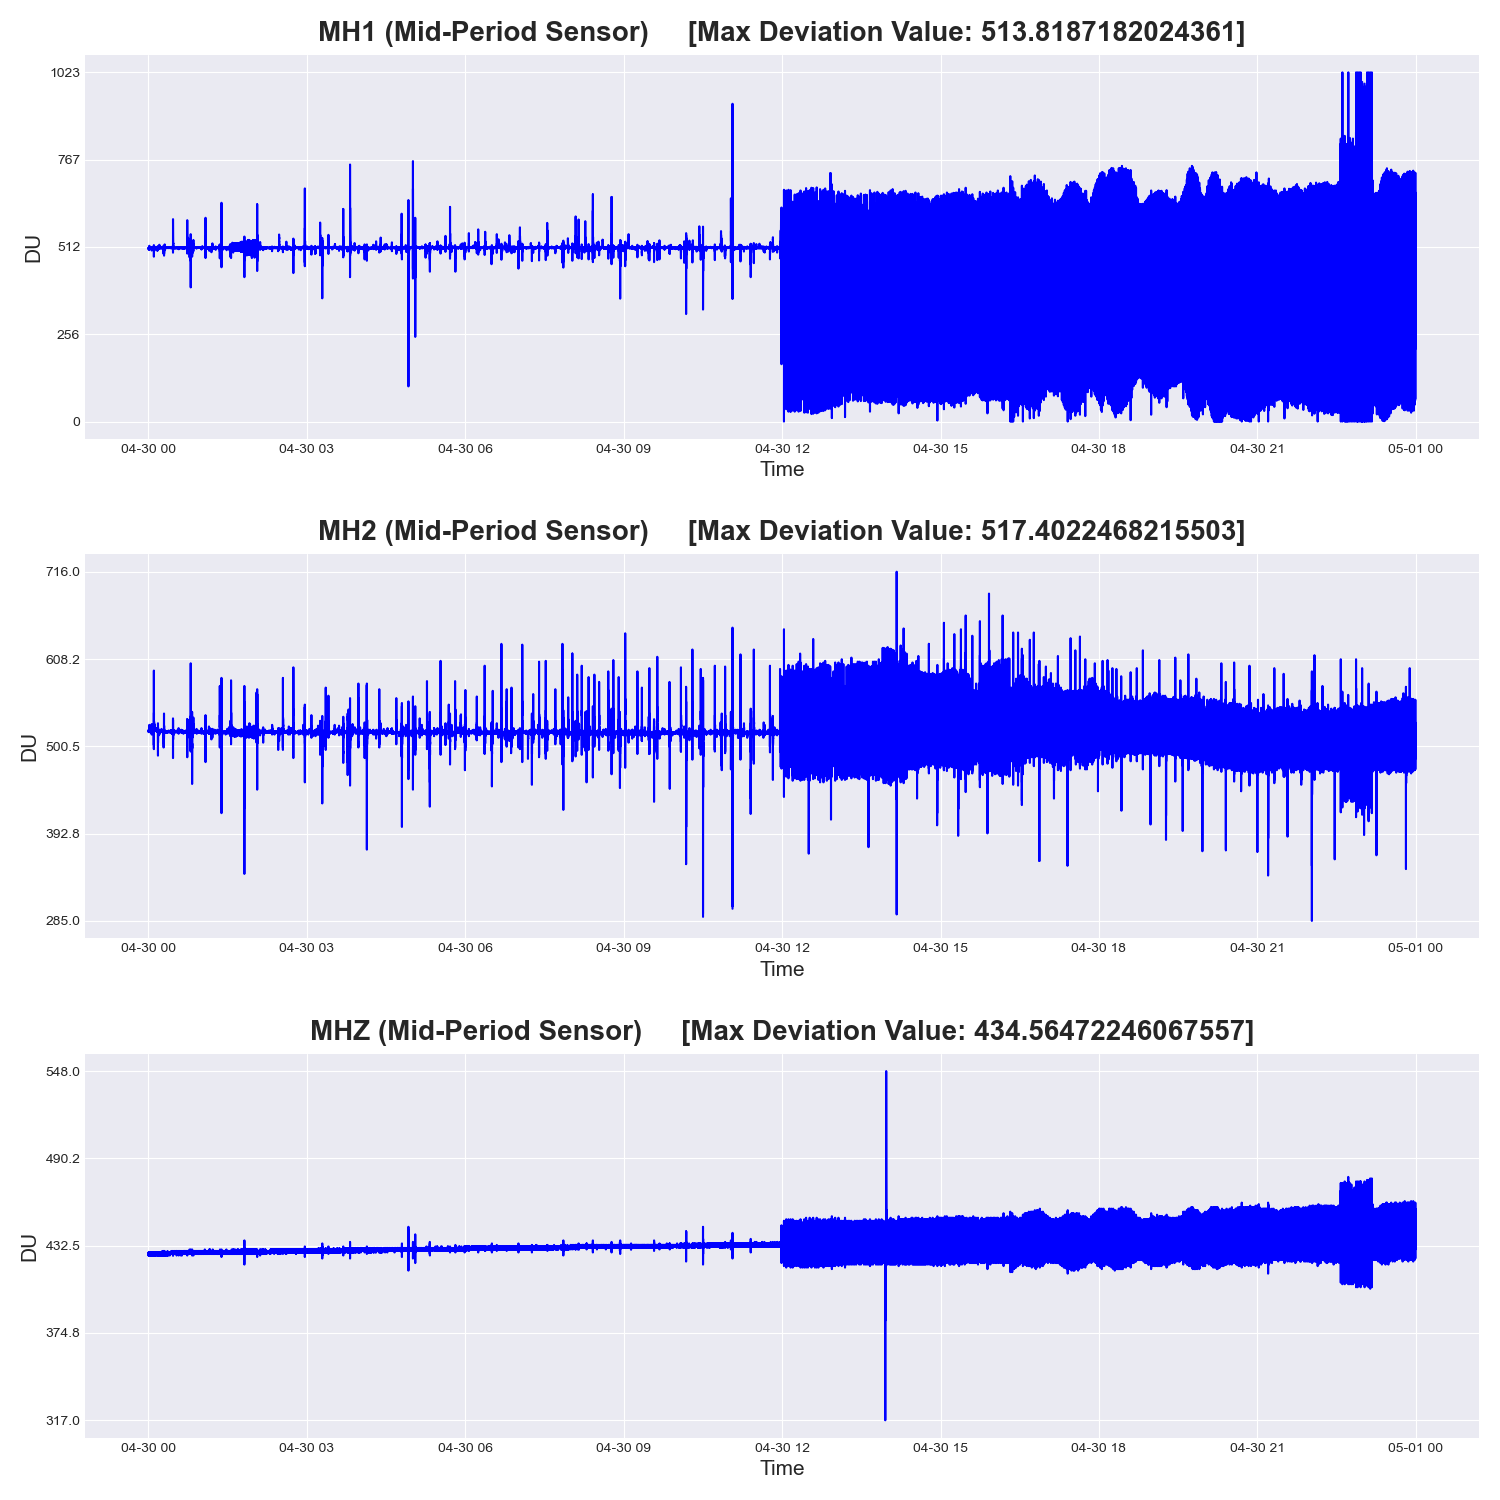 MH1 (Mid-Period Sensor)     [Max Deviation Value: 513.8187182024361]
1023
767
512
256
0
DU
04-30 00 04-30 03 04-30 06 04-30 09 04-30 12 04-30 15 04-30 18 04-30 21 05-01 00
Time
MH2 (Mid-Period Sensor)     [Max Deviation Value: 517.4022468215503]
716.0
608.2
500.5
392.8
285.0
DU
04-30 00 04-30 03 04-30 06 04-30 09 04-30 12 04-30 15 04-30 18 04-30 21 05-01 00
Time
MHZ (Mid-Period Sensor)     [Max Deviation Value: 434.56472246067557]
548.0
490.2
432.5
374.8
317.0
DU
04-30 00 04-30 03 04-30 06 04-30 09 04-30 12 04-30 15 04-30 18 04-30 21 05-01 00
Time